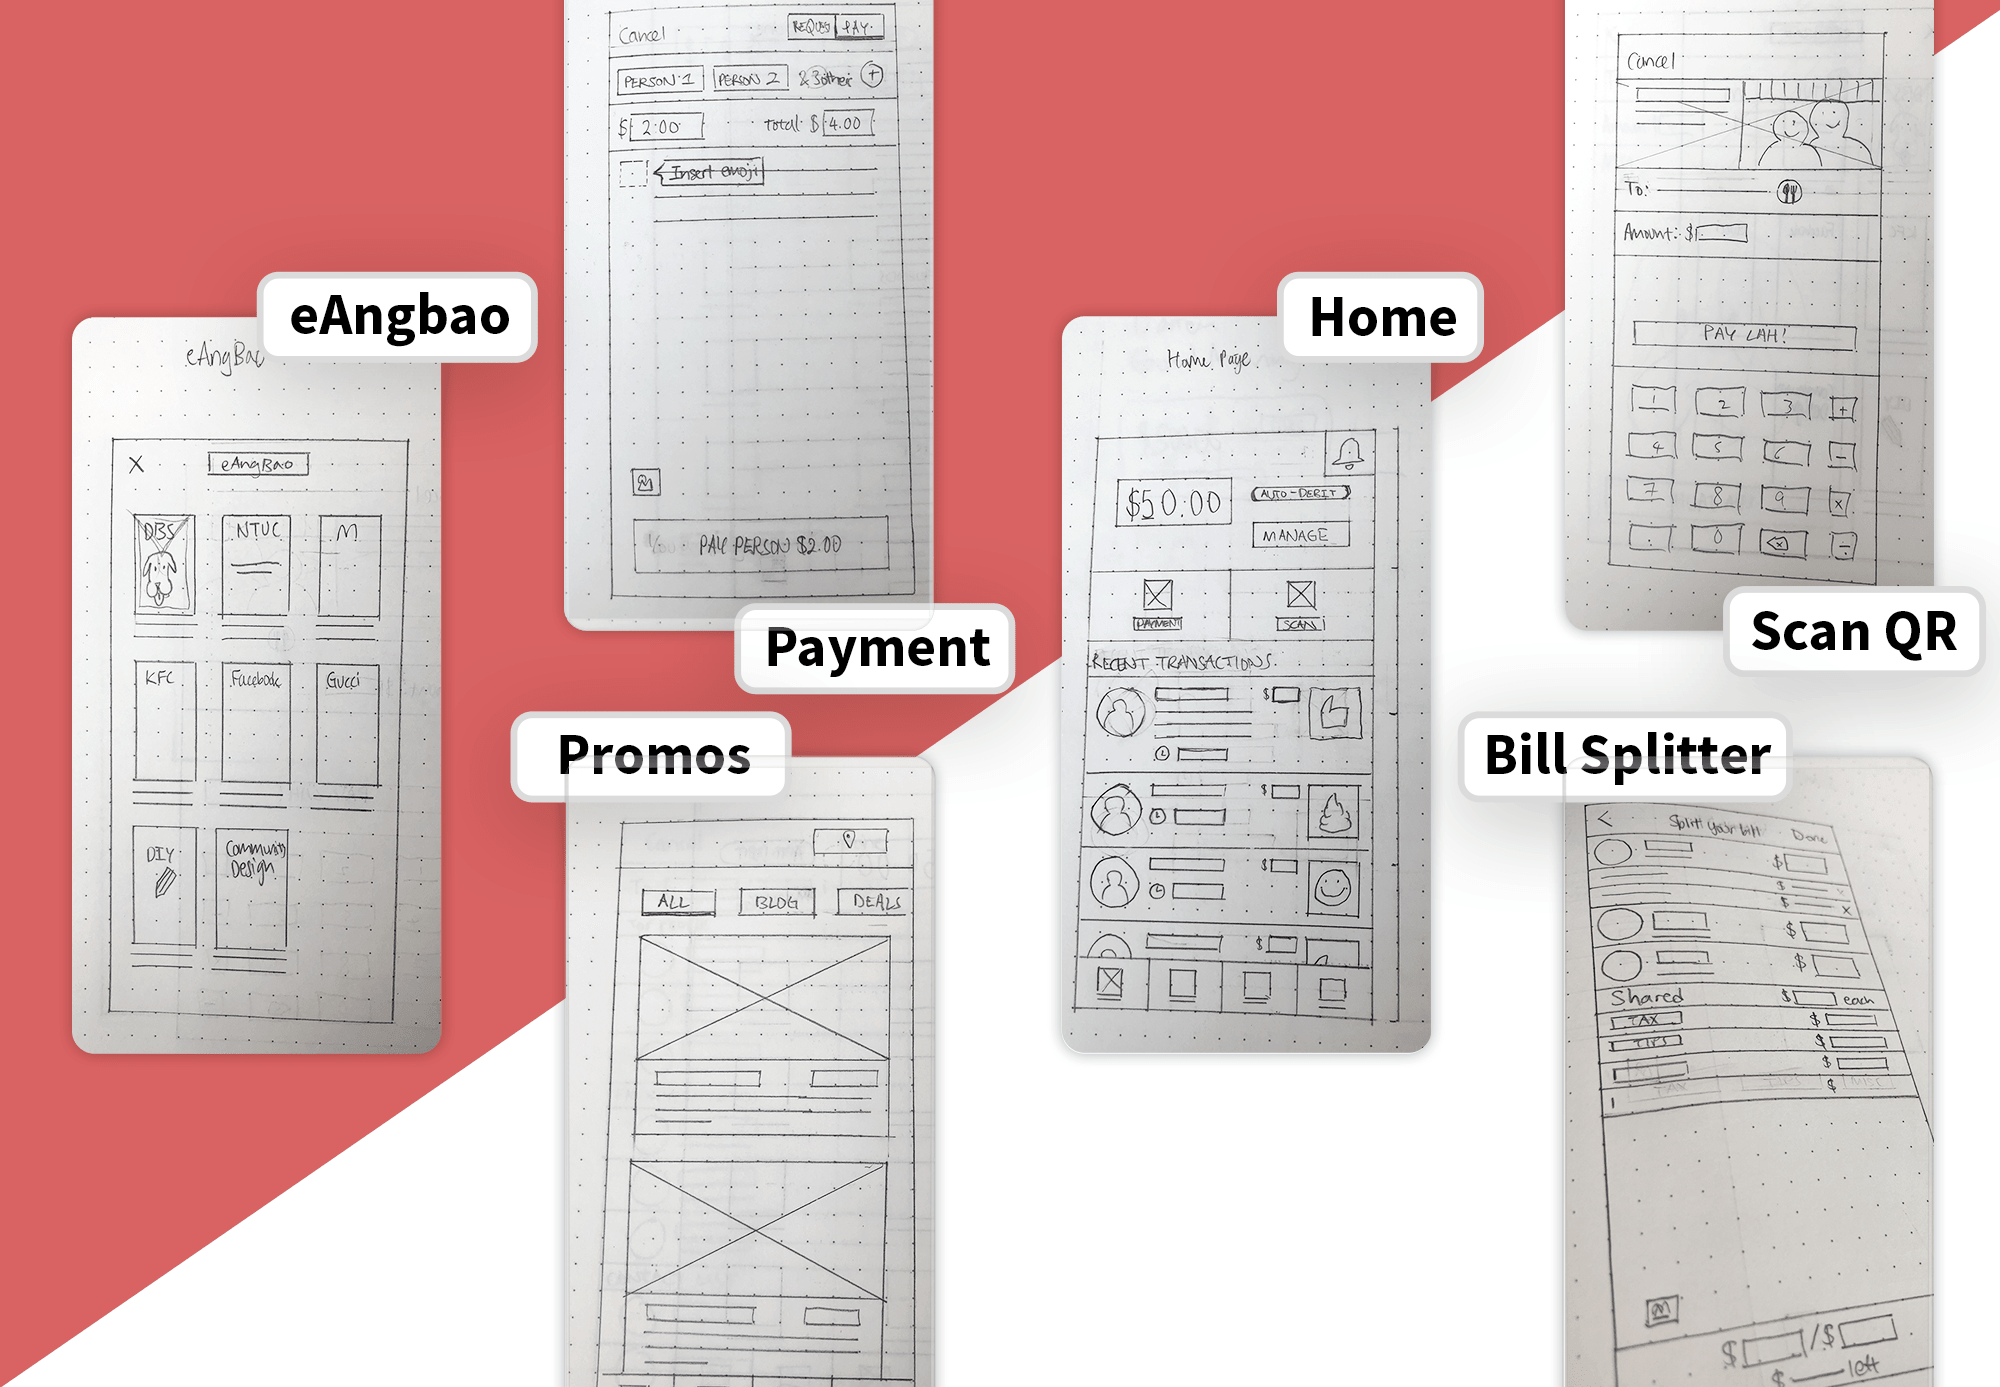 eAngbao
eAngBao
X eAngBao
DBS NTUC M
KFC Facebook Gucci
DIY Community
Design
Cancel REQUEST PAY
PERSON 1 PERSON 2 & 3 other +
$ 2.00 Total $ 4.00
Insert emoji
PAY PERSON $2.00
Payment
Promos
ALL BLOG DEALS
Home
Home Page
$50.00 AUTO-DEBIT
MANAGE
PAYMENT SCAN
RECENT TRANSACTIONS
$
$
$
$
Cancel
To:
Amount: $
PAY LAH!
1 2 3 +
4 5 6 -
7 8 9 x
. 0 ⌫ ÷
Scan QR
Bill Splitter
< Split your bill Done
$
$
$ x
$
$
Shared $ each
TAX $
TIPS $
$
$
$ / $
$ left